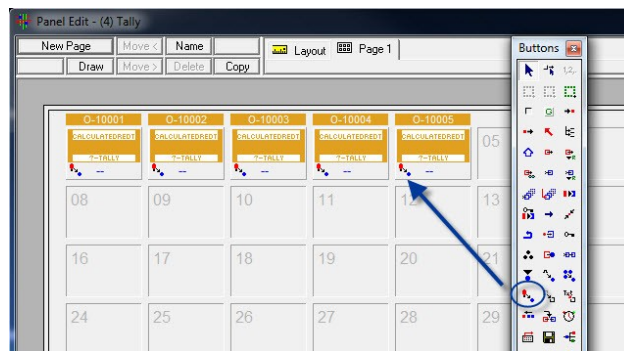 Panel Edit - (4) Tally
New Page Move < Name Layout Page 1
Draw Move > Delete Copy
Buttons
1,2,
O-10001 O-10002 O-10003 O-10004 O-10005
CALCULATEDREDT CALCULATEDREDT CALCULATEDREDT CALCULATEDREDT CALCULATEDREDT 05
?-TALLY ?-TALLY ?-TALLY ?-TALLY ?-TALLY
-- -- -- -- --
08 09 10 11 12 13
16 17 18 19 20 21
24 25 26 27 28 29